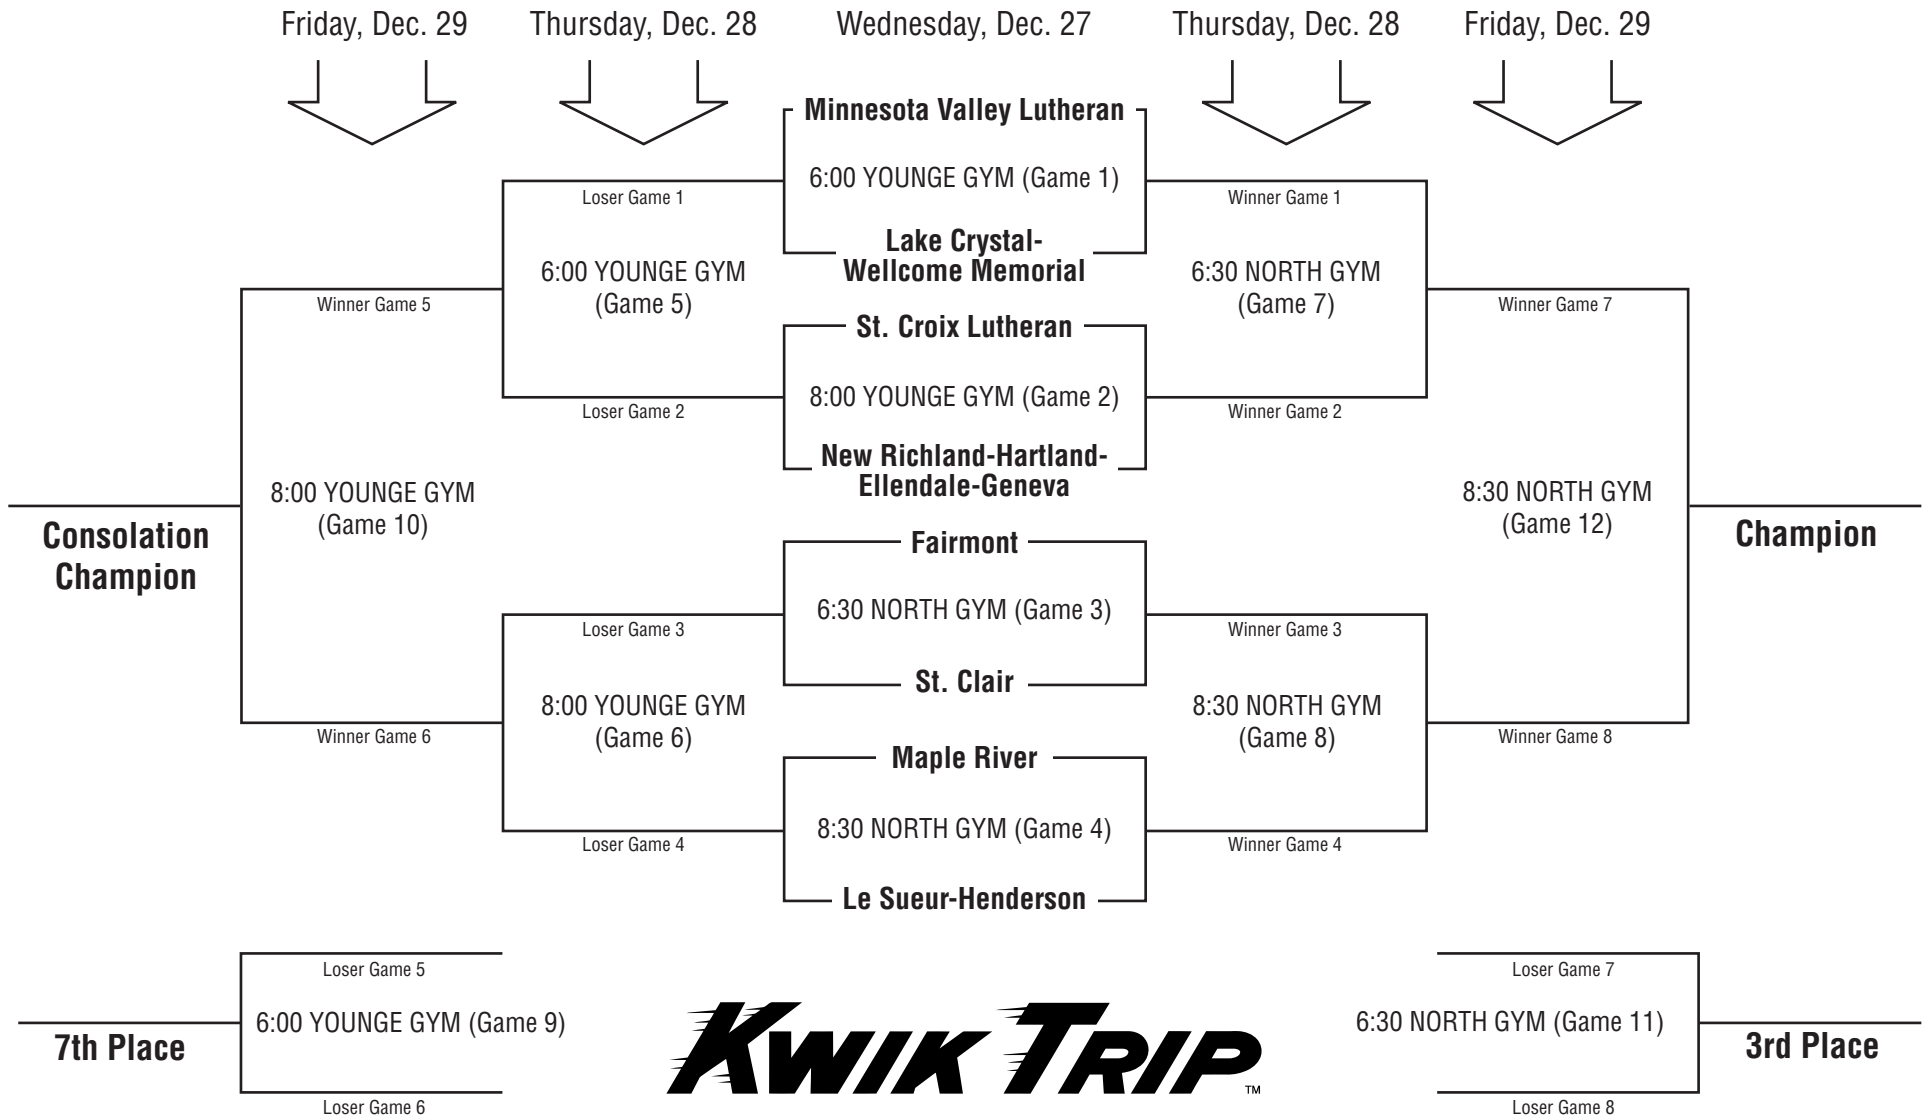 Friday, Dec. 29
Thursday, Dec. 28
Wednesday, Dec. 27
Thursday, Dec. 28
Friday, Dec. 29
Minnesota Valley Lutheran
6:00 YOUNGE GYM (Game 1)
Lake Crystal-
Wellcome Memorial
St. Croix Lutheran
8:00 YOUNGE GYM (Game 2)
New Richland-Hartland-
Ellendale-Geneva
Fairmont
6:30 NORTH GYM (Game 3)
St. Clair
Maple River
8:30 NORTH GYM (Game 4)
Le Sueur-Henderson
Loser Game 1
6:00 YOUNGE GYM
(Game 5)
Loser Game 2
Loser Game 3
8:00 YOUNGE GYM
(Game 6)
Loser Game 4
Winner Game 5
8:00 YOUNGE GYM
(Game 10)
Winner Game 6
Consolation
Champion
Winner Game 1
6:30 NORTH GYM
(Game 7)
Winner Game 2
Winner Game 3
8:30 NORTH GYM
(Game 8)
Winner Game 4
Winner Game 7
8:30 NORTH GYM
(Game 12)
Winner Game 8
Champion
Loser Game 5
6:00 YOUNGE GYM (Game 9)
Loser Game 6
7th Place
KWIK TRIP™
Loser Game 7
6:30 NORTH GYM (Game 11)
Loser Game 8
3rd Place